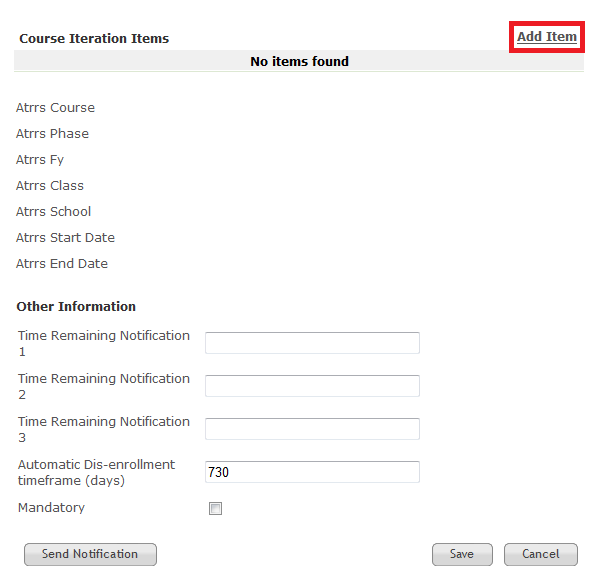 Course Iteration Items
Add Item
No items found
Atrrs Course
Atrrs Phase
Atrrs Fy
Atrrs Class
Atrrs School
Atrrs Start Date
Atrrs End Date
Other Information
Time Remaining Notification
1
Time Remaining Notification
2
Time Remaining Notification
3
Automatic Dis-enrollment
timeframe (days)
730
Mandatory
Send Notification
Save
Cancel